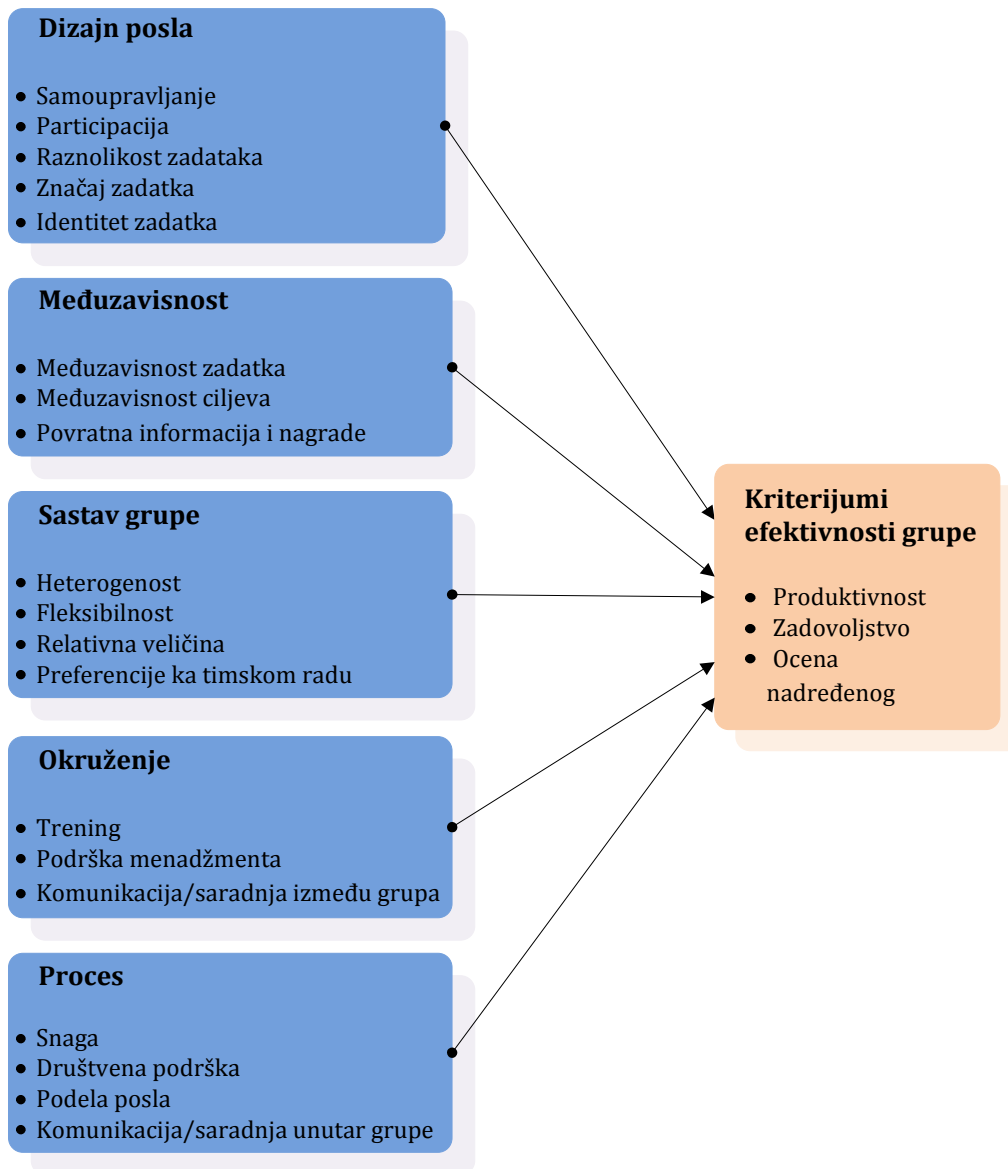 Dizajn posla
• Samoupravljanje
• Participacija
• Raznolikost zadataka
• Značaj zadatka
• Identitet zadatka
Međuzavisnost
• Međuzavisnost zadatka
• Međuzavisnost ciljeva
• Povratna informacija i nagrade
Sastav grupe
• Heterogenost
• Fleksibilnost
• Relativna veličina
• Preferencije ka timskom radu
Okruženje
• Trening
• Podrška menadžmenta
• Komunikacija/saradnja između grupa
Proces
• Snaga
• Društvena podrška
• Podela posla
• Komunikacija/saradnja unutar grupe
Kriterijumi
efektivnosti grupe
• Produktivnost
• Zadovoljstvo
• Ocena
nadređenog